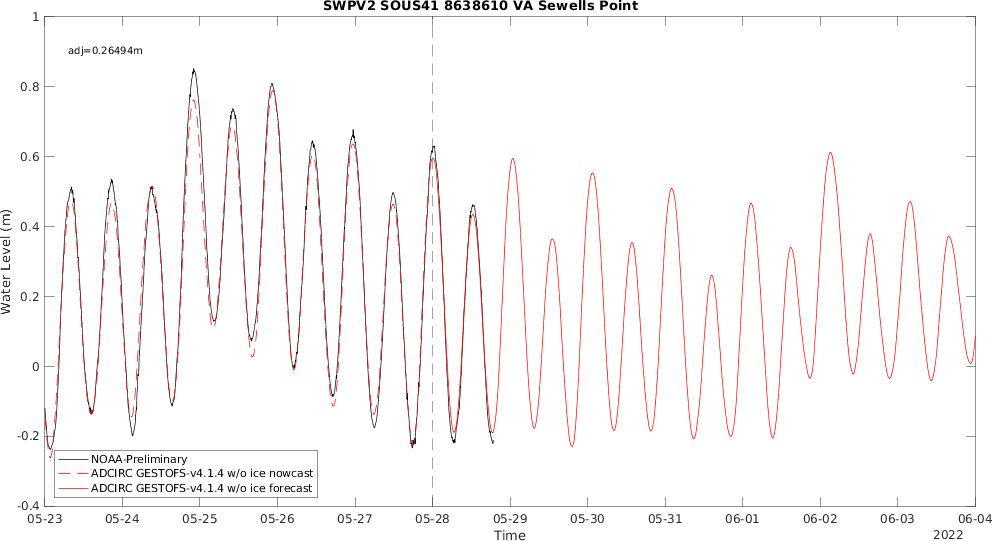 SWPV2 SOUS41 8638610 VA Sewells Point
adj=0.26494m
1
0.8
0.6
0.4
0.2
0
-0.2
-0.4
Water Level (m)
NOAA-Preliminary
ADCIRC GESTOFS-v4.1.4 w/o ice nowcast
ADCIRC GESTOFS-v4.1.4 w/o ice forecast
05-23 05-24 05-25 05-26 05-27 05-28 05-29 05-30 05-31 06-01 06-02 06-03 06-04
Time
2022